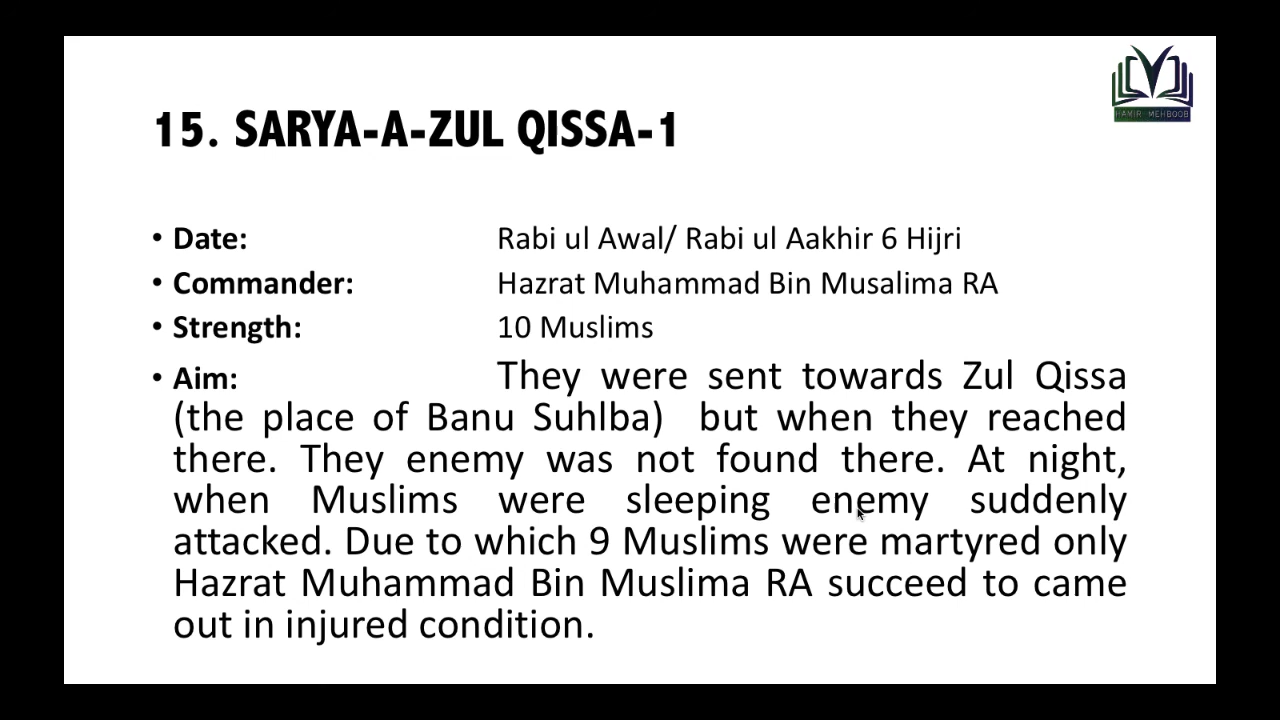 HAMIR MEHBOOB
15. SARYA-A-ZUL QISSA-1
• Date: Rabi ul Awal/ Rabi ul Aakhir 6 Hijri
• Commander: Hazrat Muhammad Bin Musalima RA
• Strength: 10 Muslims
• Aim: They were sent towards Zul Qissa
(the place of Banu Suhlba) but when they reached
there. They enemy was not found there. At night,
when Muslims were sleeping enemy suddenly
attacked. Due to which 9 Muslims were martyred only
Hazrat Muhammad Bin Muslima RA succeed to came
out in injured condition.